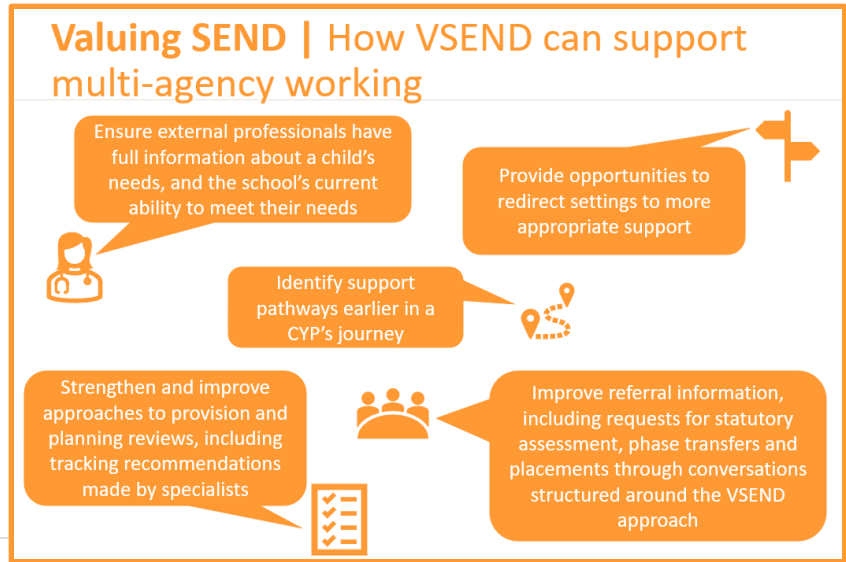 Valuing SEND | How VSEND can support
multi-agency working
Ensure external professionals have
full information about a child's
needs, and the school's current
ability to meet their needs
Provide opportunities to
redirect settings to more
appropriate support
Identify support
pathways earlier in a
CYP's journey
Strengthen and improve
approaches to provision and
planning reviews, including
tracking recommendations
made by specialists
Improve referral information,
including requests for statutory
assessment, phase transfers and
placements through conversations
structured around the VSEND
approach